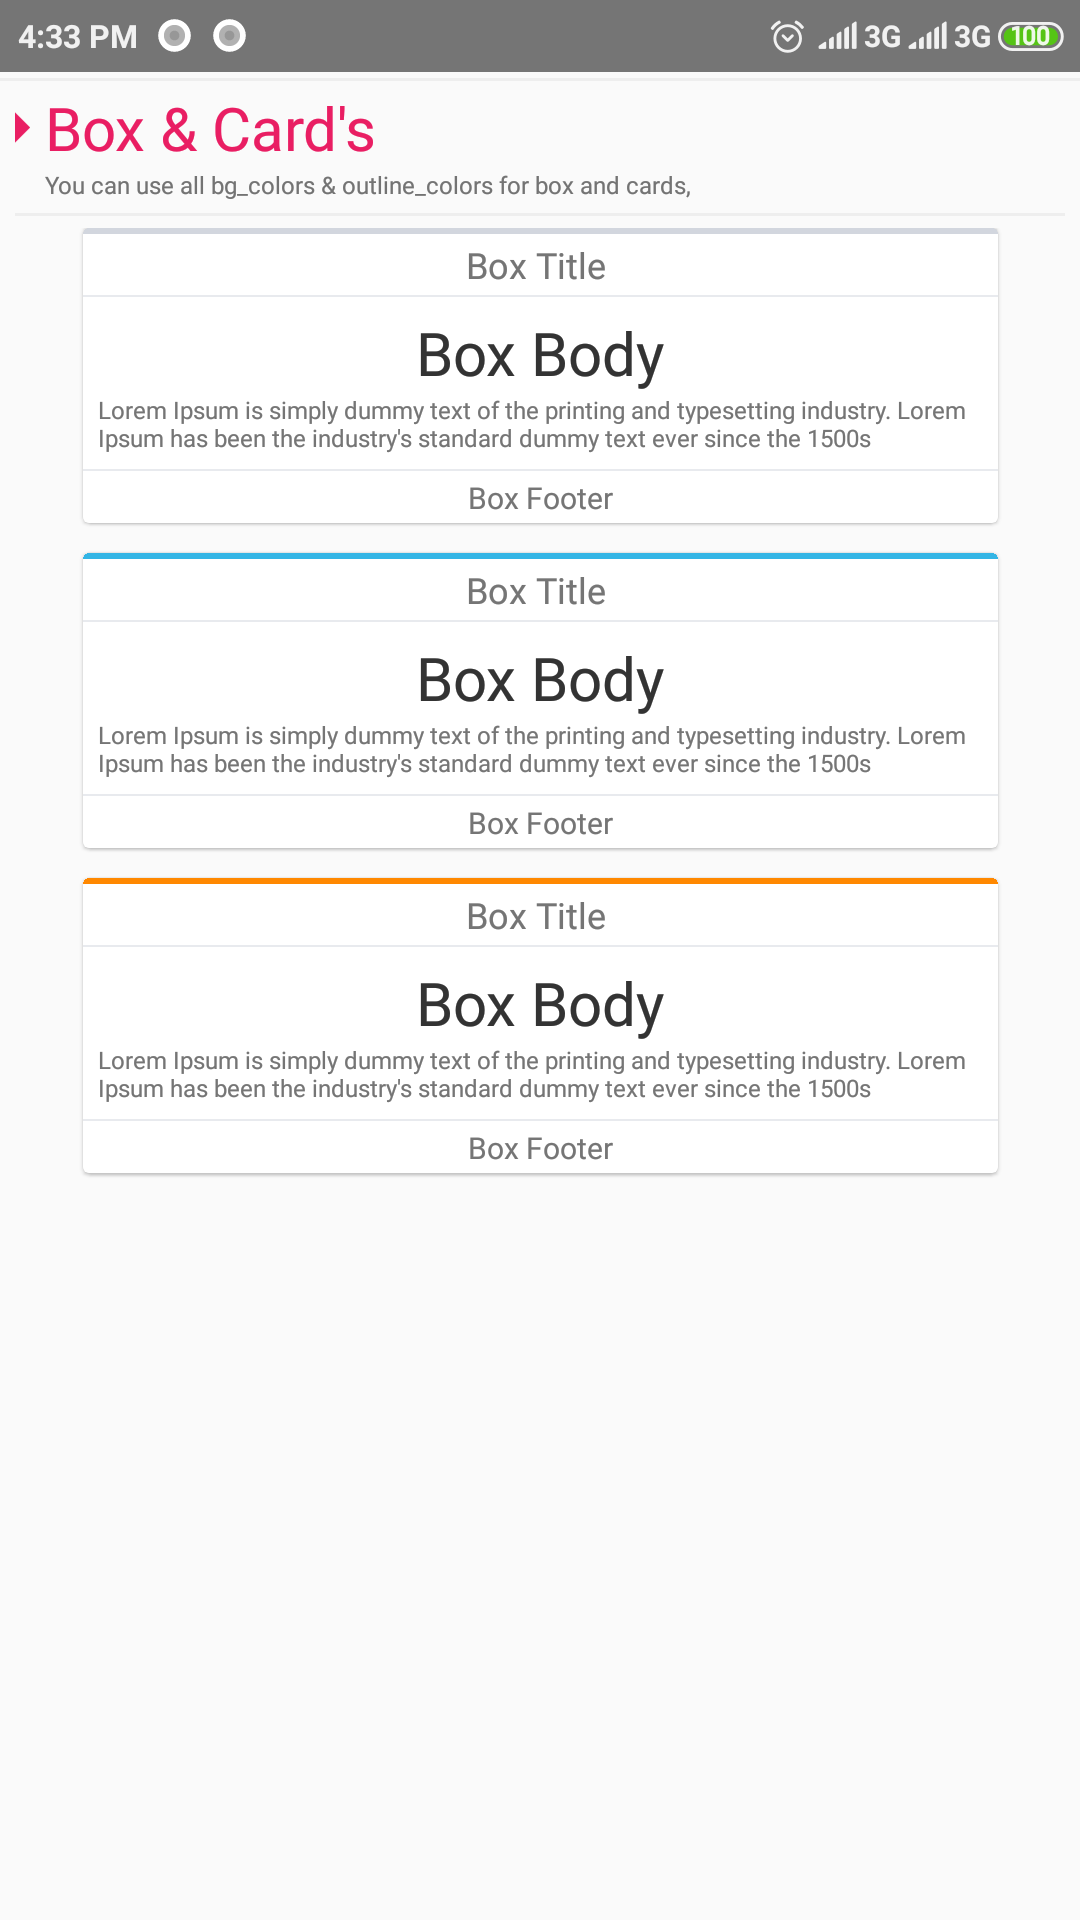 4:33 PM 3G 3G 100
Box & Card's
You can use all bg_colors & outline_colors for box and cards,
Box Title
Box Body
Lorem Ipsum is simply dummy text of the printing and typesetting industry. Lorem
Ipsum has been the industry's standard dummy text ever since the 1500s
Box Footer
Box Title
Box Body
Lorem Ipsum is simply dummy text of the printing and typesetting industry. Lorem
Ipsum has been the industry's standard dummy text ever since the 1500s
Box Footer
Box Title
Box Body
Lorem Ipsum is simply dummy text of the printing and typesetting industry. Lorem
Ipsum has been the industry's standard dummy text ever since the 1500s
Box Footer